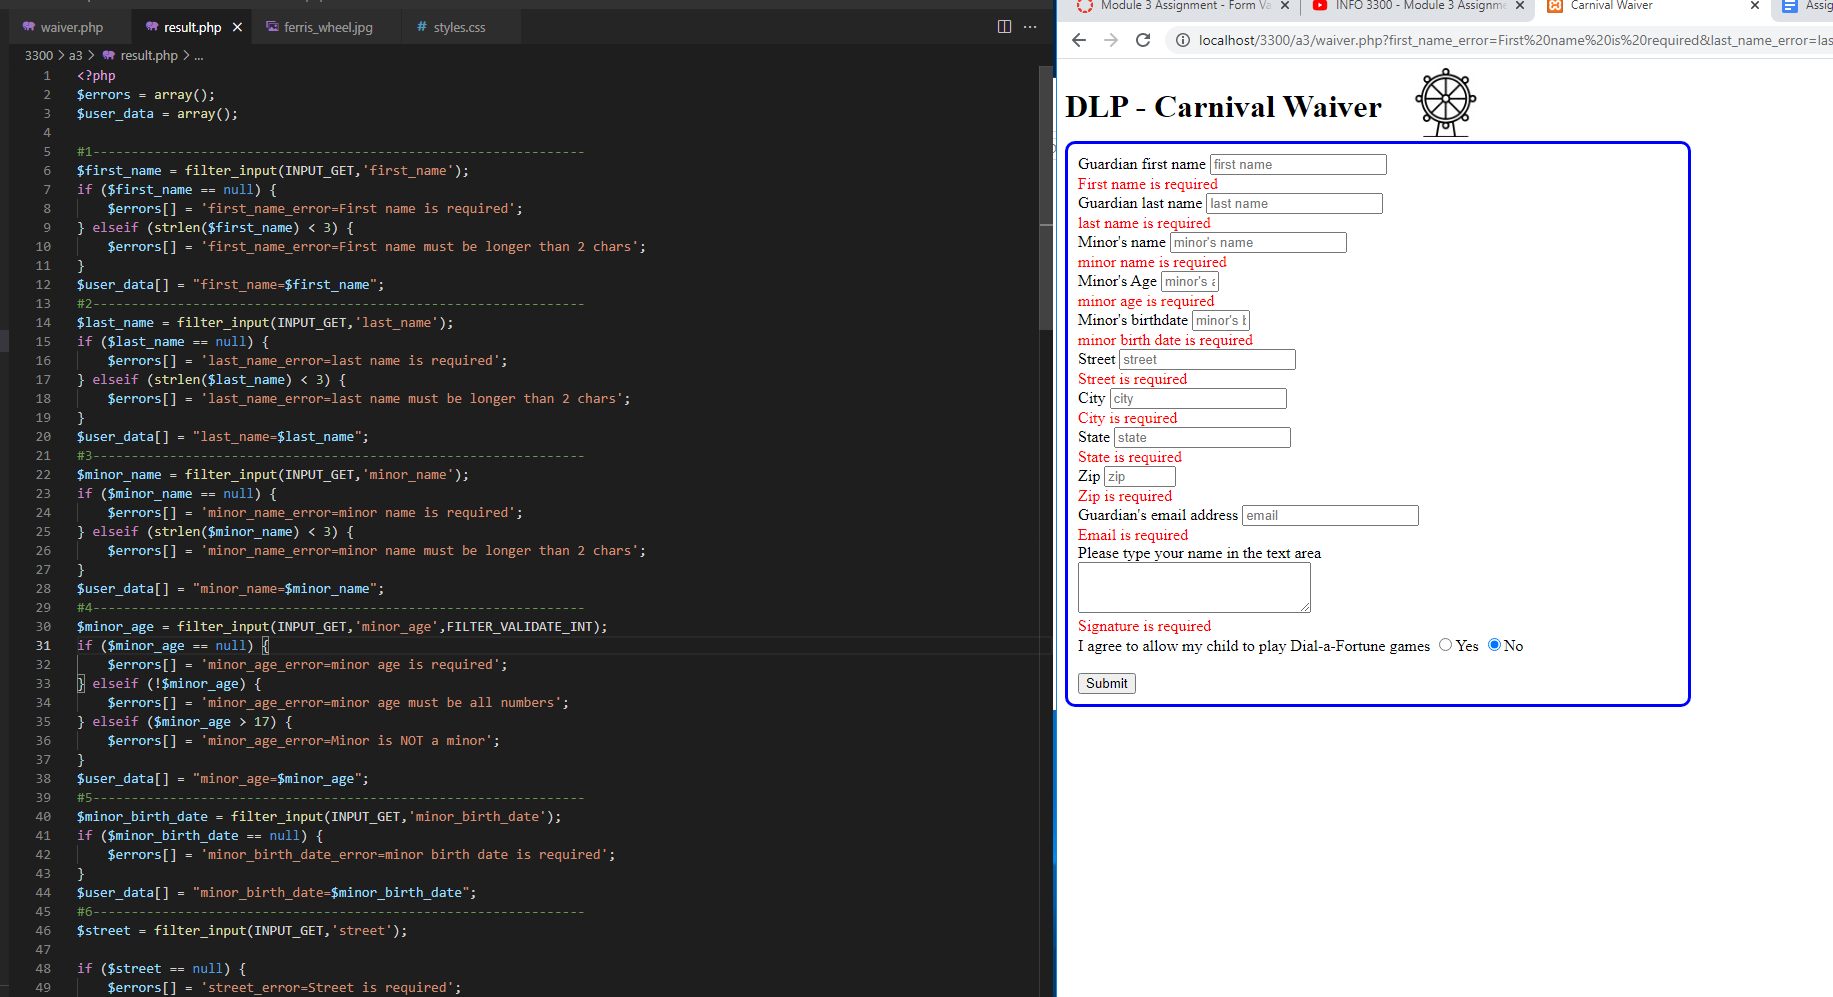 waiver.php
result.php
ferris_wheel.jpg
# styles.css
3300 > a3 > result.php > ...
1 <?php
2 $errors = array();
3 $user_data = array();
4
5 #1----------------------------------------------------------------
6 $first_name = filter_input(INPUT_GET,'first_name');
7 if ($first_name == null) {
8 $errors[] = 'first_name_error=First name is required';
9 } elseif (strlen($first_name) < 3) {
10 $errors[] = 'first_name_error=First name must be longer than 2 chars';
11 }
12 $user_data[] = "first_name=$first_name";
13 #2----------------------------------------------------------------
14 $last_name = filter_input(INPUT_GET,'last_name');
15 if ($last_name == null) {
16 $errors[] = 'last_name_error=last name is required';
17 } elseif (strlen($last_name) < 3) {
18 $errors[] = 'last_name_error=last name must be longer than 2 chars';
19 }
20 $user_data[] = "last_name=$last_name";
21 #3----------------------------------------------------------------
22 $minor_name = filter_input(INPUT_GET,'minor_name');
23 if ($minor_name == null) {
24 $errors[] = 'minor_name_error=minor name is required';
25 } elseif (strlen($minor_name) < 3) {
26 $errors[] = 'minor_name_error=minor name must be longer than 2 chars';
27 }
28 $user_data[] = "minor_name=$minor_name";
29 #4----------------------------------------------------------------
30 $minor_age = filter_input(INPUT_GET,'minor_age',FILTER_VALIDATE_INT);
31 if ($minor_age == null) {
32 $errors[] = 'minor_age_error=minor age is required';
33 } elseif (!$minor_age) {
34 $errors[] = 'minor_age_error=minor age must be all numbers';
35 } elseif ($minor_age > 17) {
36 $errors[] = 'minor_age_error=Minor is NOT a minor';
37 }
38 $user_data[] = "minor_age=$minor_age";
39 #5----------------------------------------------------------------
40 $minor_birth_date = filter_input(INPUT_GET,'minor_birth_date');
41 if ($minor_birth_date == null) {
42 $errors[] = 'minor_birth_date_error=minor birth date is required';
43 }
44 $user_data[] = "minor_birth_date=$minor_birth_date";
45 #6----------------------------------------------------------------
46 $street = filter_input(INPUT_GET,'street');
47
48 if ($street == null) {
49 $errors[] = 'street_error=Street is required';
Module 3 Assignment - Form Va
INFO 3300 - Module 3 Assignme
Carnival Waiver
Assig
localhost/3300/a3/waiver.php?first_name_error=First%20name%20is%20required&last_name_error=las
DLP - Carnival Waiver
Guardian first name first name
First name is required
Guardian last name last name
last name is required
Minor's name minor's name
minor name is required
Minor's Age minor's a
minor age is required
Minor's birthdate minor's b
minor birth date is required
Street street
Street is required
City city
City is required
State state
State is required
Zip zip
Zip is required
Guardian's email address email
Email is required
Please type your name in the text area
Signature is required
I agree to allow my child to play Dial-a-Fortune games Yes No
Submit